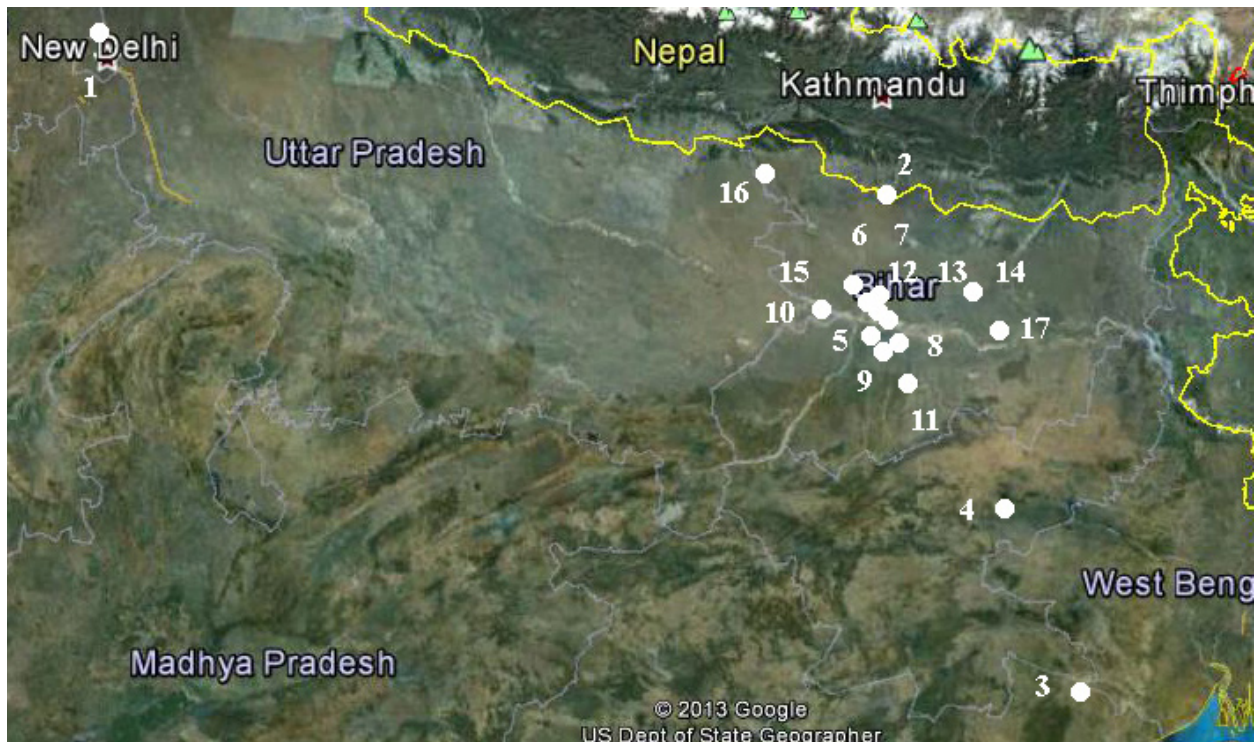 New Delhi
1
Nepal
Kathmandu
Thimph
Uttar Pradesh
2
16
6
7
15
12
13
14
Bihar
10
5
8
17
9
11
4
West Beng
Madhya Pradesh
3
© 2013 Google
US Dept of State Geographer